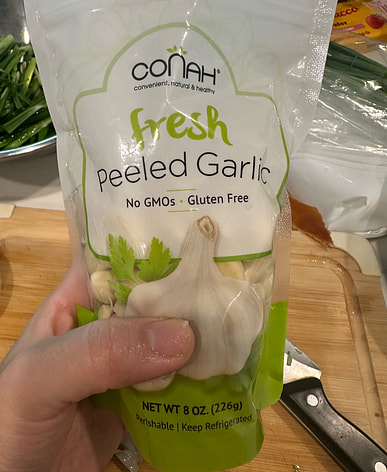 CONAH®
convenient, natural & healthy
fresh
Peeled Garlic
No GMOs • Gluten Free
NET WT 8 OZ. (226g)
Perishable | Keep Refrigerated